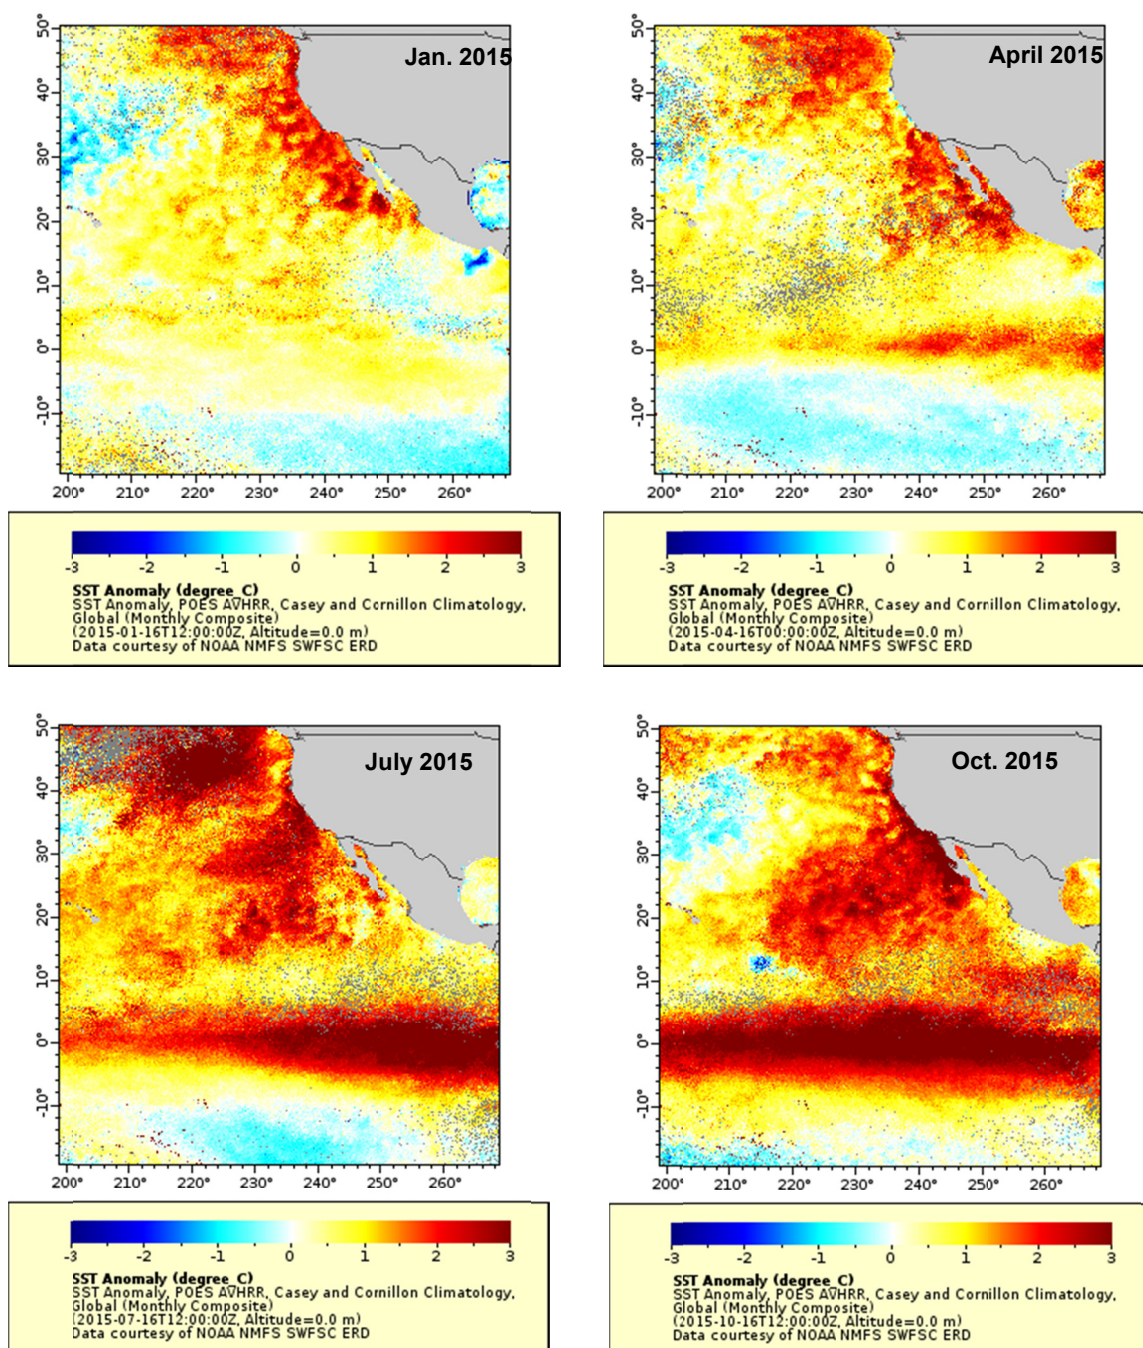 Jan. 2015
50°
40°
30°
20°
10°
0°
-10°
200° 210° 220° 230° 240° 250° 260°
-3 -2 -1 0 1 2 3
SST Anomaly (degree_C)
SST Anomaly, POES AVHRR, Casey and Cornillon Climatology,
Global (Monthly Composite)
(2015-01-16T12:00:00Z, Altitude=0.0 m)
Data courtesy of NOAA NMFS SWFSC ERD
April 2015
50°
40°
30°
20°
10°
0°
-10°
200° 210° 220° 230° 240° 250° 260°
-3 -2 -1 0 1 2 3
SST Anomaly (degree_C)
SST Anomaly, POES AVHRR, Casey and Cornillon Climatology,
Global (Monthly Composite)
(2015-04-16T00:00:00Z, Altitude=0.0 m)
Data courtesy of NOAA NMFS SWFSC ERD
July 2015
50°
40°
30°
20°
10°
0°
-10°
200° 210° 220° 230° 240° 250° 260°
-3 -2 -1 0 1 2 3
SST Anomaly (degree_C)
SST Anomaly, POES AVHRR, Casey and Cornillon Climatology,
Global (Monthly Composite)
(2015-07-16T12:00:00Z, Altitude=0.0 m)
Data courtesy of NOAA NMFS SWFSC ERD
Oct. 2015
50°
40°
30°
20°
10°
0°
-10°
200° 210° 220° 230° 240° 250° 260°
-3 -2 -1 0 1 2 3
SST Anomaly (degree_C)
SST Anomaly, POES AVHRR, Casey and Cornillon Climatology,
Global (Monthly Composite)
(2015-10-16T12:00:00Z, Altitude=0.0 m)
Data courtesy of NOAA NMFS SWFSC ERD